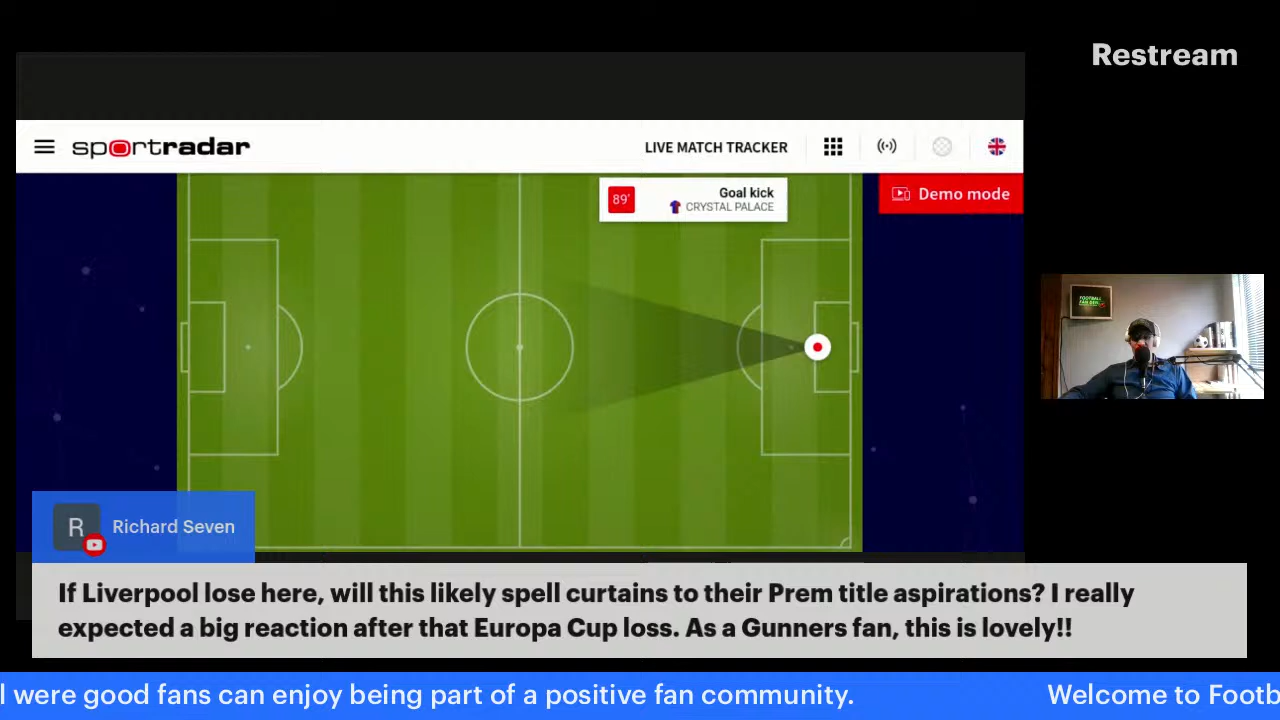 Restream
sportradar
LIVE MATCH TRACKER
89'
Goal kick
CRYSTAL PALACE
Demo mode
FOOTBALL
R
Richard Seven
If Liverpool lose here, will this likely spell curtains to their Prem title aspirations? I really
expected a big reaction after that Europa Cup loss. As a Gunners fan, this is lovely!!
l were good fans can enjoy being part of a positive fan community.
Welcome to Footb